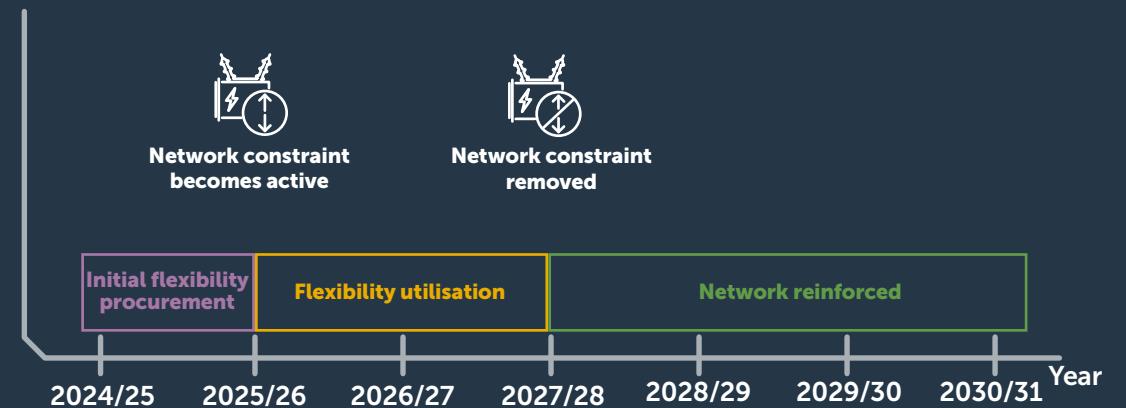 Network constraint
becomes active
Network constraint
removed
Initial flexibility
procurement
Flexibility utilisation
Network reinforced
2024/25
2025/26
2026/27
2027/28
2028/29
2029/30
2030/31
Year